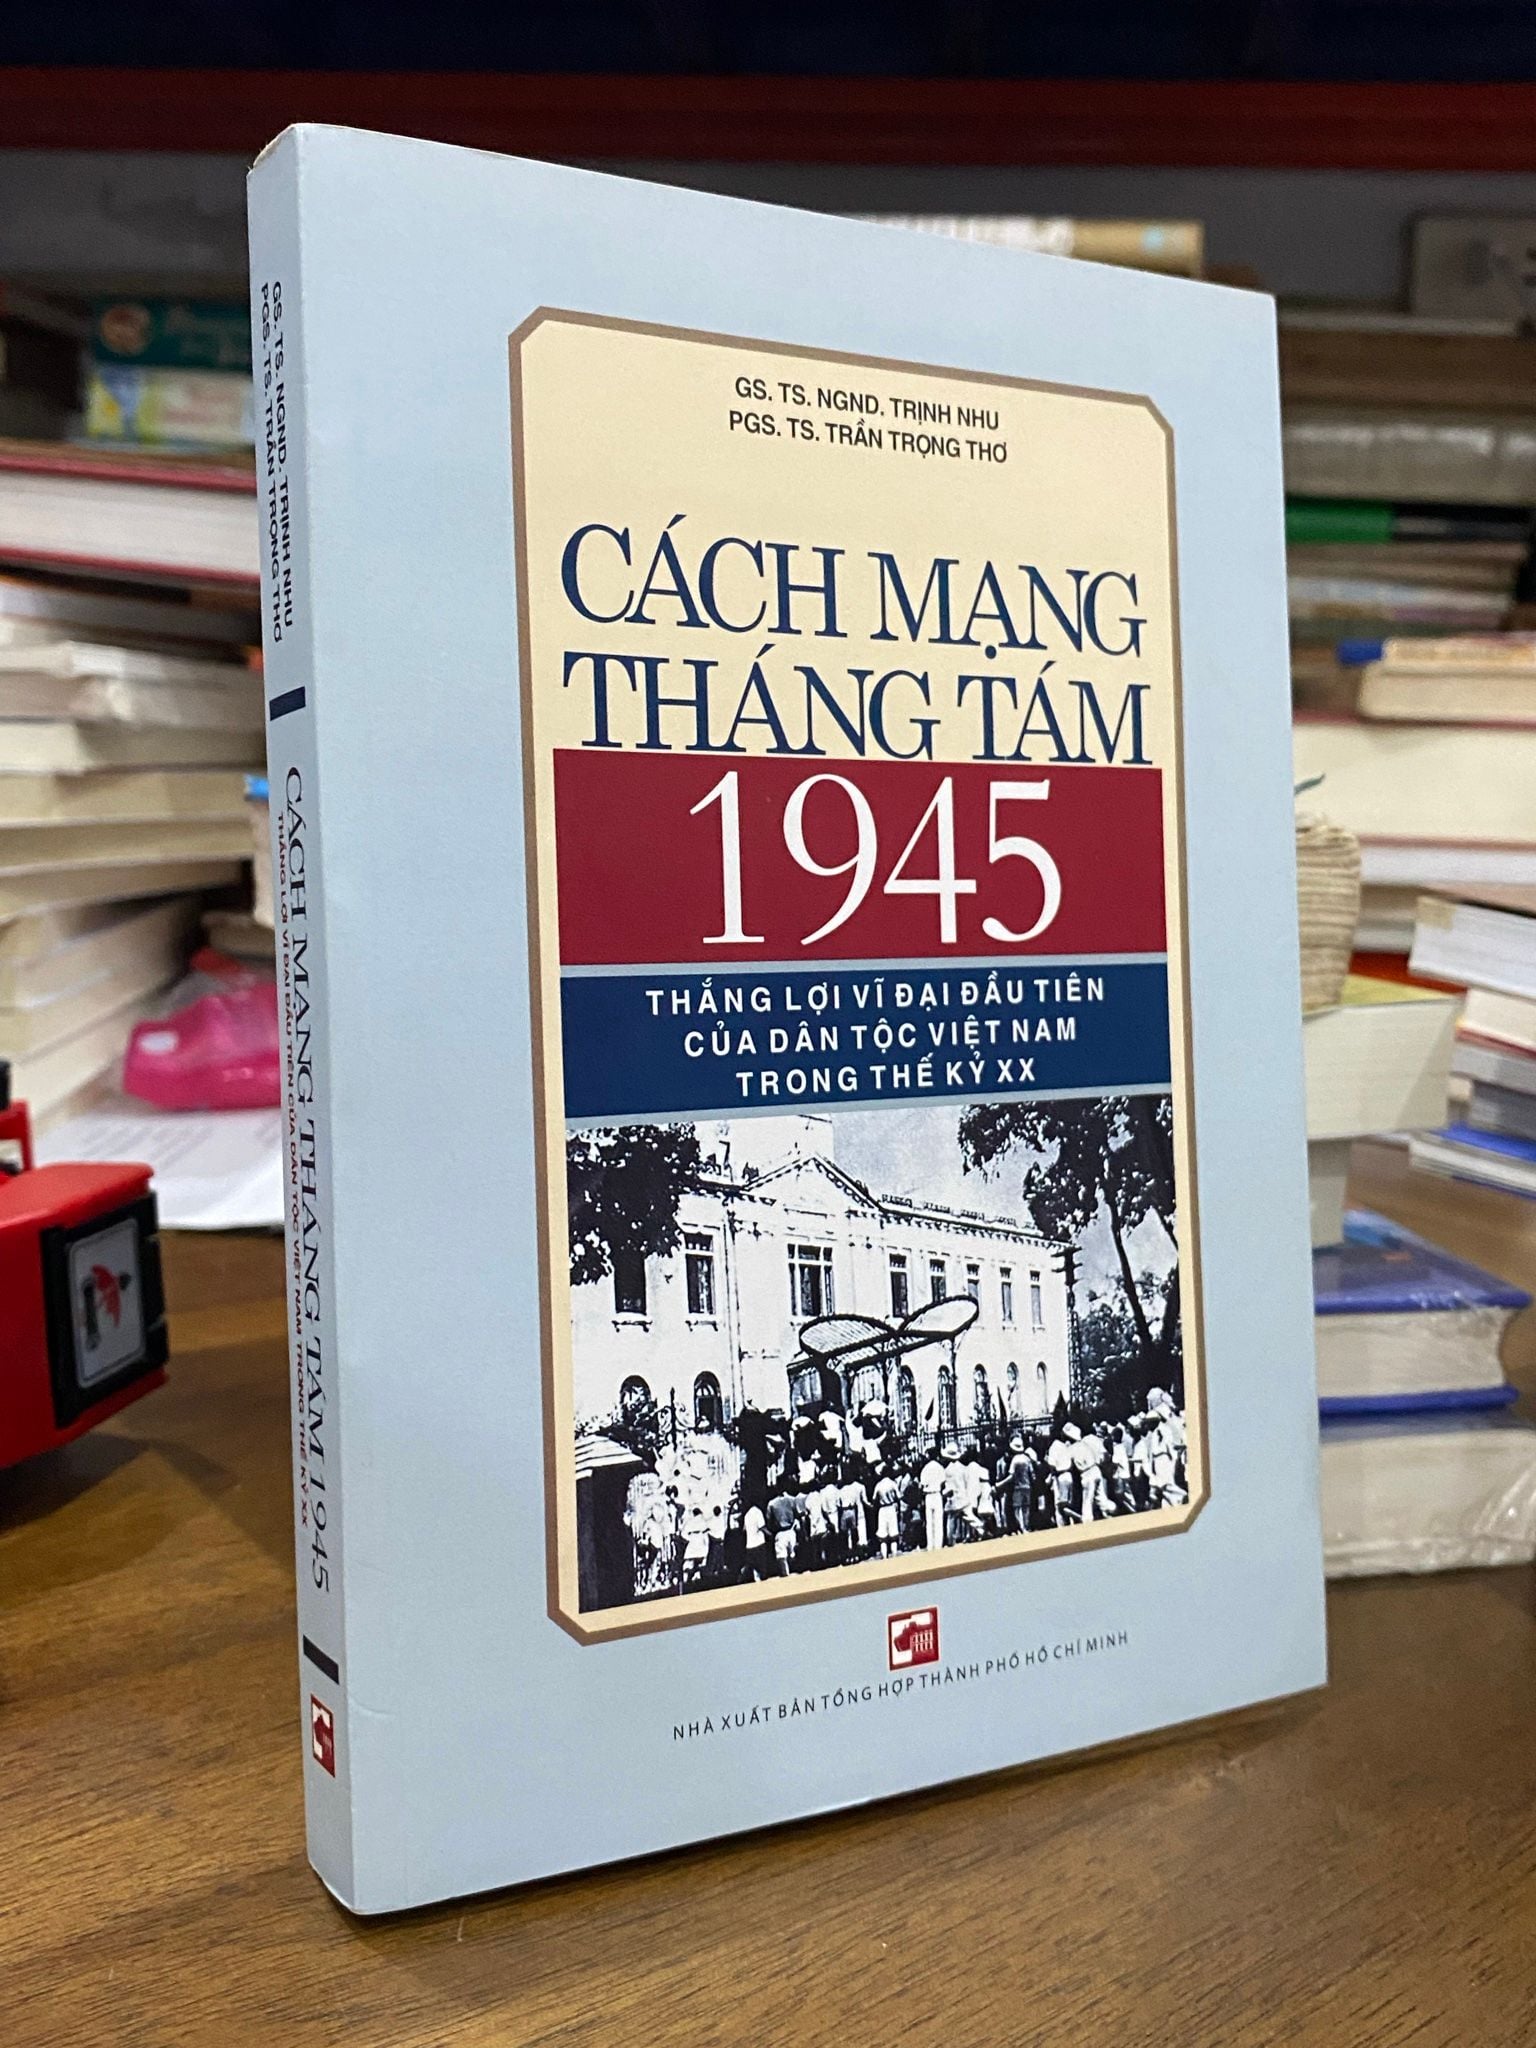 GS. TS. NGND. TRỊNH NHU
PGS. TS. TRẦN TRỌNG THƠ
CÁCH MẠNG
THÁNG TÁM
1945
THẮNG LỢI VĨ ĐẠI ĐẦU TIÊN
CỦA DÂN TỘC VIỆT NAM
TRONG THẾ KỶ XX
NHÀ XUẤT BẢN TỔNG HỢP THÀNH PHỐ HỒ CHÍ MINH
GS. TS. NGND. TRỊNH NHU
PGS. TS. TRẦN TRỌNG THƠ
CÁCH MẠNG THÁNG TÁM 1945
THẮNG LỢI VĨ ĐẠI ĐẦU TIÊN CỦA DÂN TỘC VIỆT NAM TRONG THẾ KỶ XX